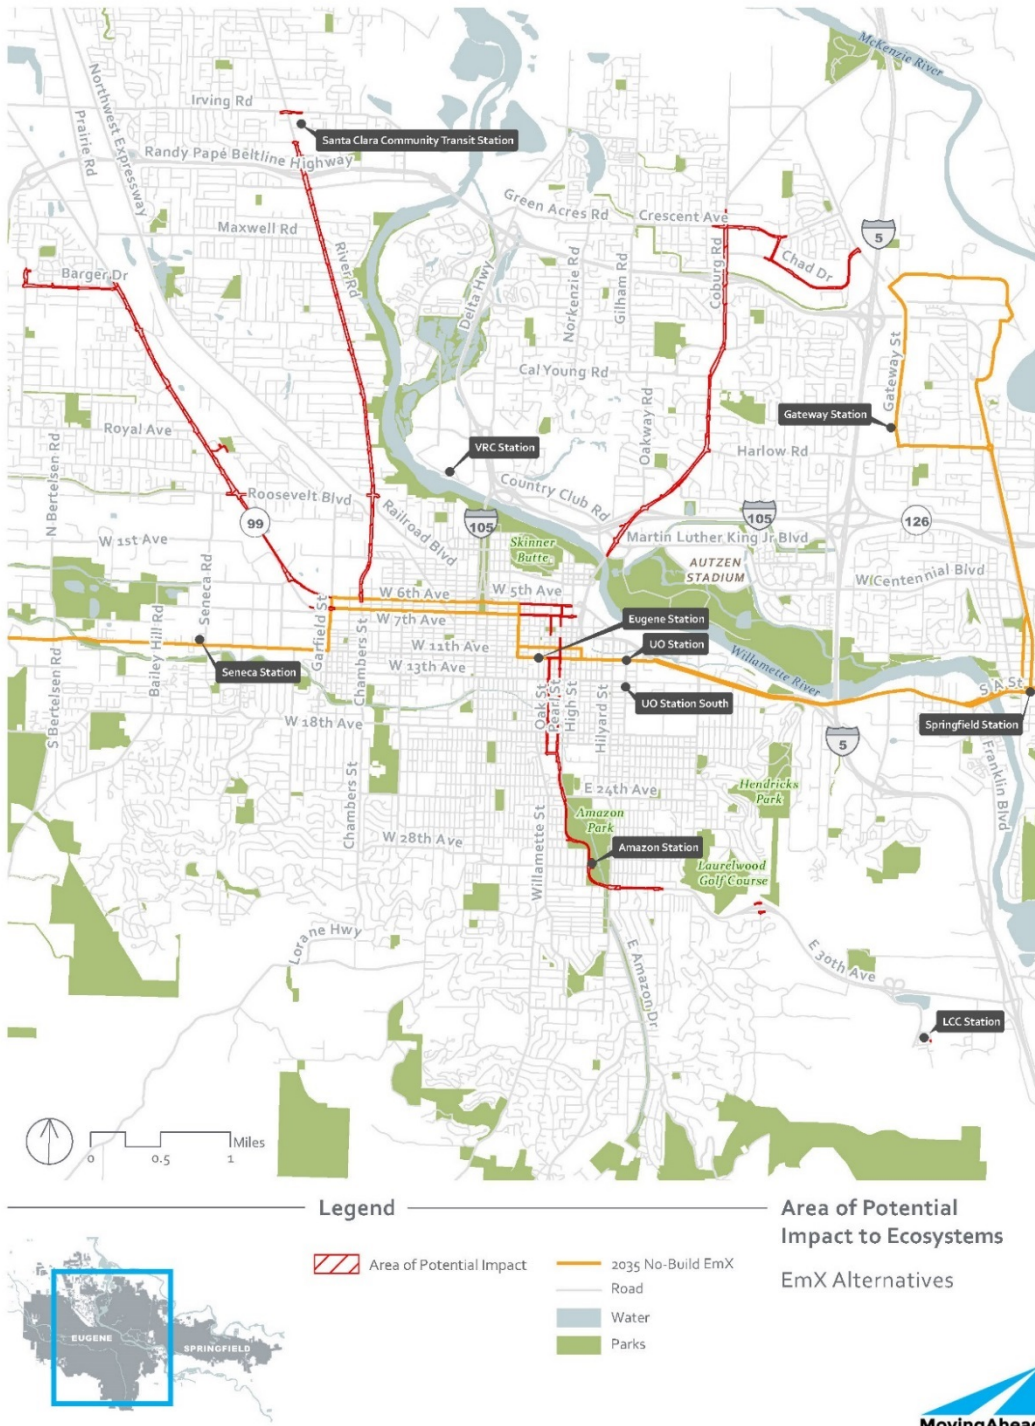 McKenzie River
Irving Rd
Northwest Expressway
Prairie Rd
Santa Clara Community Transit Station
Randy Papé Beltline Highway
Green Acres Rd
Crescent Ave
Maxwell Rd
River Rd
5
Chad Dr
Barger Dr
Delta Hwy
Norkenzie Rd
Gilham Rd
Coburg Rd
Cal Young Rd
Gateway St
Gateway Station
Royal Ave
N Bertelsen Rd
VRC Station
Oakway Rd
Harlow Rd
Roosevelt Blvd
Railroad Blvd
Country Club Rd
99
105
105
126
W 1st Ave
Skinner
Butte
Martin Luther King Jr Blvd
AUTZEN
STADIUM
W Centennial Blvd
Seneca Rd
Bailey Hill Rd
W 6th Ave
W 5th Ave
W 7th Ave
Garfield St
Chambers St
Eugene Station
W 11th Ave
UO Station
W 13th Ave
Seneca Station
Willamette River
S A St
S Bertelsen Rd
Oak St
Pearl St
High St
Hilyard St
UO Station South
W 18th Ave
Springfield Station
5
Franklin Blvd
Chambers St
E 24th Ave
Hendricks
Park
Amazon
Park
W 28th Ave
Willamette St
Amazon Station
Laurelwood
Golf Course
Lorane Hwy
E Amazon Dr
E 30th Ave
LCC Station
Miles
0 0.5 1
Legend
Area of Potential
Impact to Ecosystems
EmX Alternatives
Area of Potential Impact
2035 No-Build EmX
Road
Water
Parks
EUGENE
SPRINGFIELD
MovingAhead